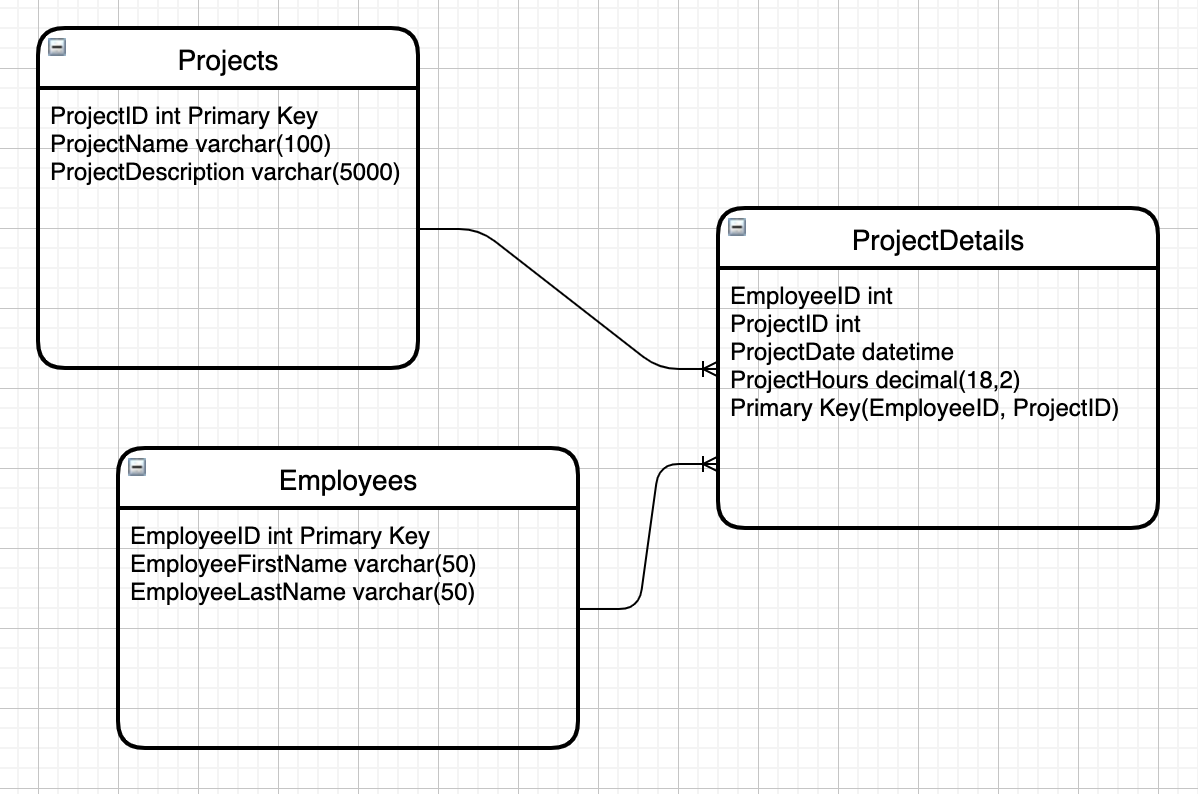 Projects
ProjectID int Primary Key
ProjectName varchar(100)
ProjectDescription varchar(5000)
ProjectDetails
EmployeeID int
ProjectID int
ProjectDate datetime
ProjectHours decimal(18,2)
Primary Key(EmployeeID, ProjectID)
Employees
EmployeeID int Primary Key
EmployeeFirstName varchar(50)
EmployeeLastName varchar(50)